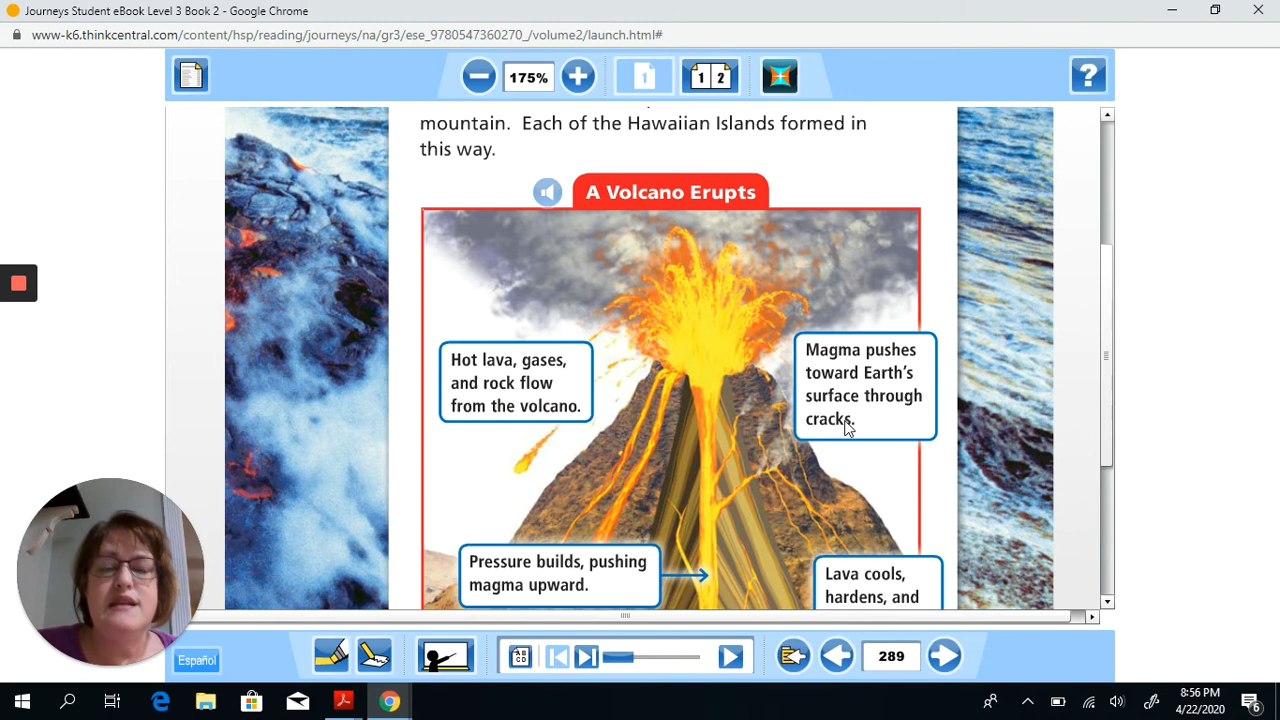 Journeys Student eBook Level 3 Book 2 - Google Chrome
www-k6.thinkcentral.com/content/hsp/reading/journeys/na/gr3/ese_9780547360270_/volume2/launch.html#
175%
1
1 2
?
mountain. Each of the Hawaiian Islands formed in
this way.
A Volcano Erupts
Hot lava, gases,
and rock flow
from the volcano.
Magma pushes
toward Earth's
surface through
cracks.
Pressure builds, pushing
magma upward.
Lava cools,
hardens, and
Español
A B
C D
289
8:56 PM
4/22/2020
6